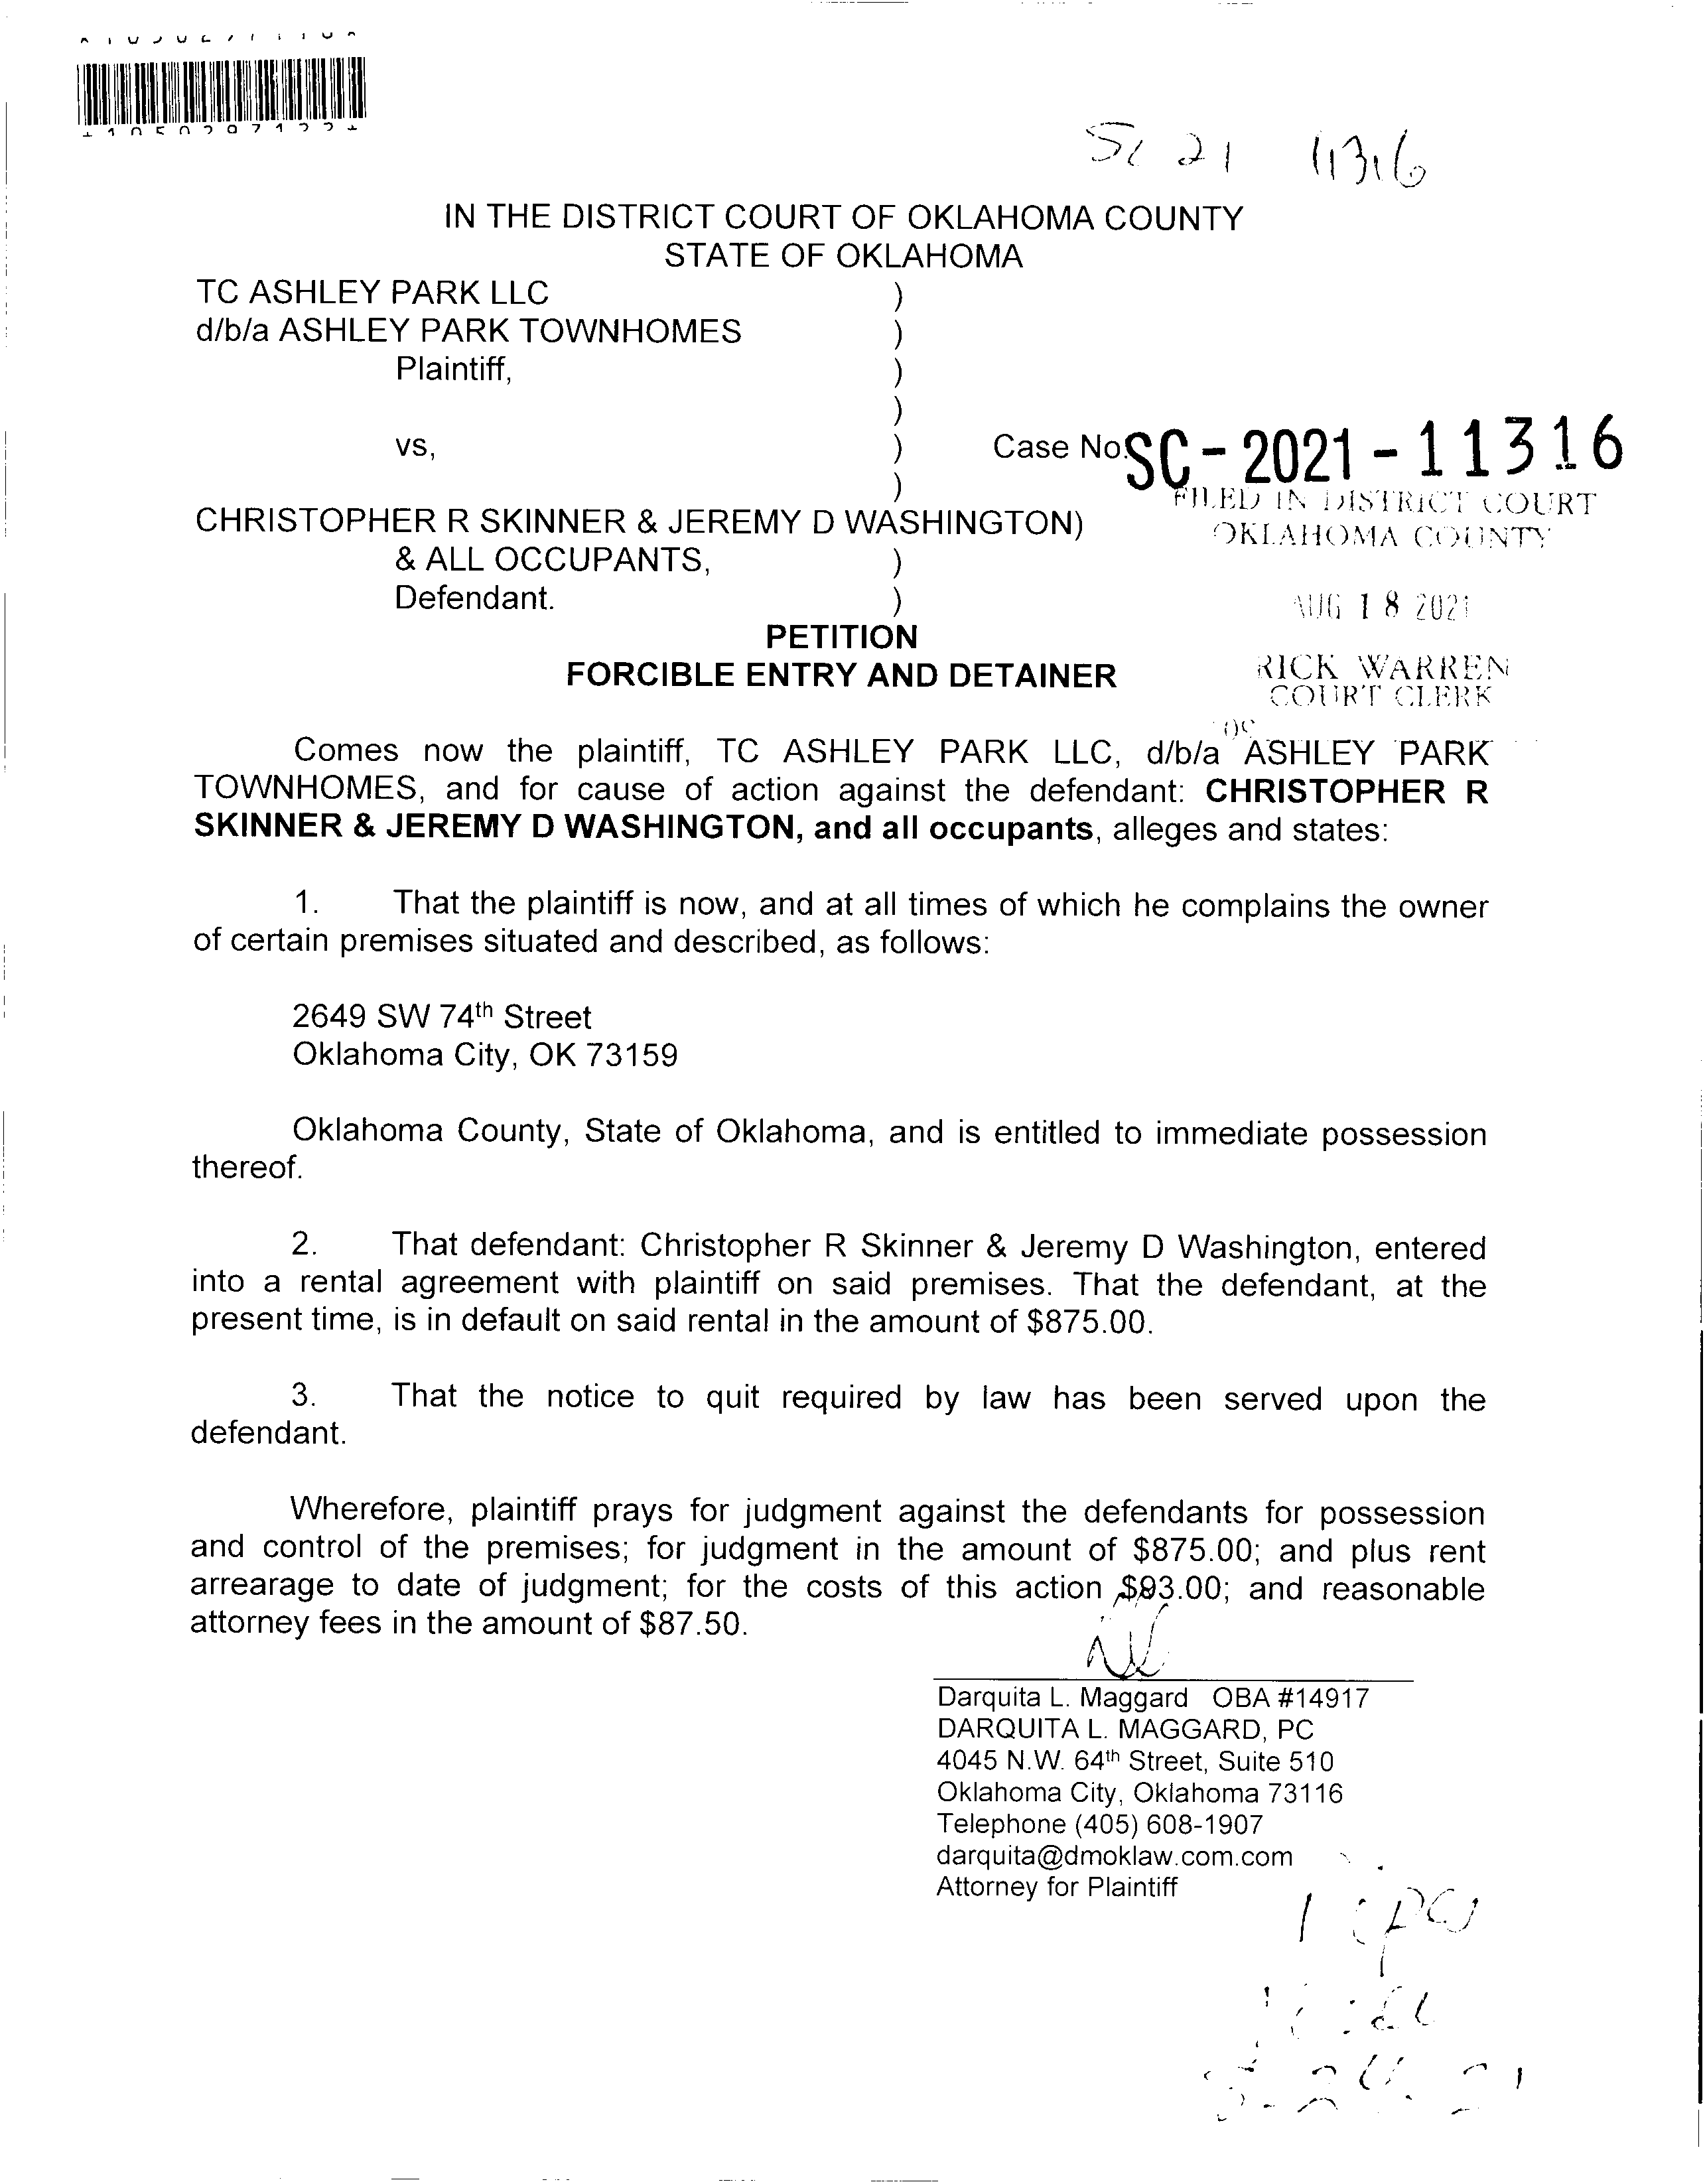 SC 21 11316
IN THE DISTRICT COURT OF OKLAHOMA COUNTY
STATE OF OKLAHOMA
TC ASHLEY PARK LLC )
d/b/a ASHLEY PARK TOWNHOMES )
Plaintiff, )
)
vs, ) Case No. SC-2021-11316
)
FILED IN DISTRICT COURT
CHRISTOPHER R SKINNER & JEREMY D WASHINGTON)
OKLAHOMA COUNTY
& ALL OCCUPANTS, )
Defendant. )
AUG 18 2021
PETITION
FORCIBLE ENTRY AND DETAINER
RICK WARREN
COURT CLERK
Comes now the plaintiff, TC ASHLEY PARK LLC, d/b/a ASHLEY PARK
TOWNHOMES, and for cause of action against the defendant: CHRISTOPHER R
SKINNER & JEREMY D WASHINGTON, and all occupants, alleges and states:
1. That the plaintiff is now, and at all times of which he complains the owner
of certain premises situated and described, as follows:
2649 SW 74th Street
Oklahoma City, OK 73159
Oklahoma County, State of Oklahoma, and is entitled to immediate possession
thereof.
2. That defendant: Christopher R Skinner & Jeremy D Washington, entered
into a rental agreement with plaintiff on said premises. That the defendant, at the
present time, is in default on said rental in the amount of $875.00.
3. That the notice to quit required by law has been served upon the
defendant.
Wherefore, plaintiff prays for judgment against the defendants for possession
and control of the premises; for judgment in the amount of $875.00; and plus rent
arrearage to date of judgment; for the costs of this action $93.00; and reasonable
attorney fees in the amount of $87.50.
Darquita L. Maggard OBA #14917
DARQUITA L. MAGGARD, PC
4045 N.W. 64th Street, Suite 510
Oklahoma City, Oklahoma 73116
Telephone (405) 608-1907
darquita@dmoklaw.com.com
Attorney for Plaintiff